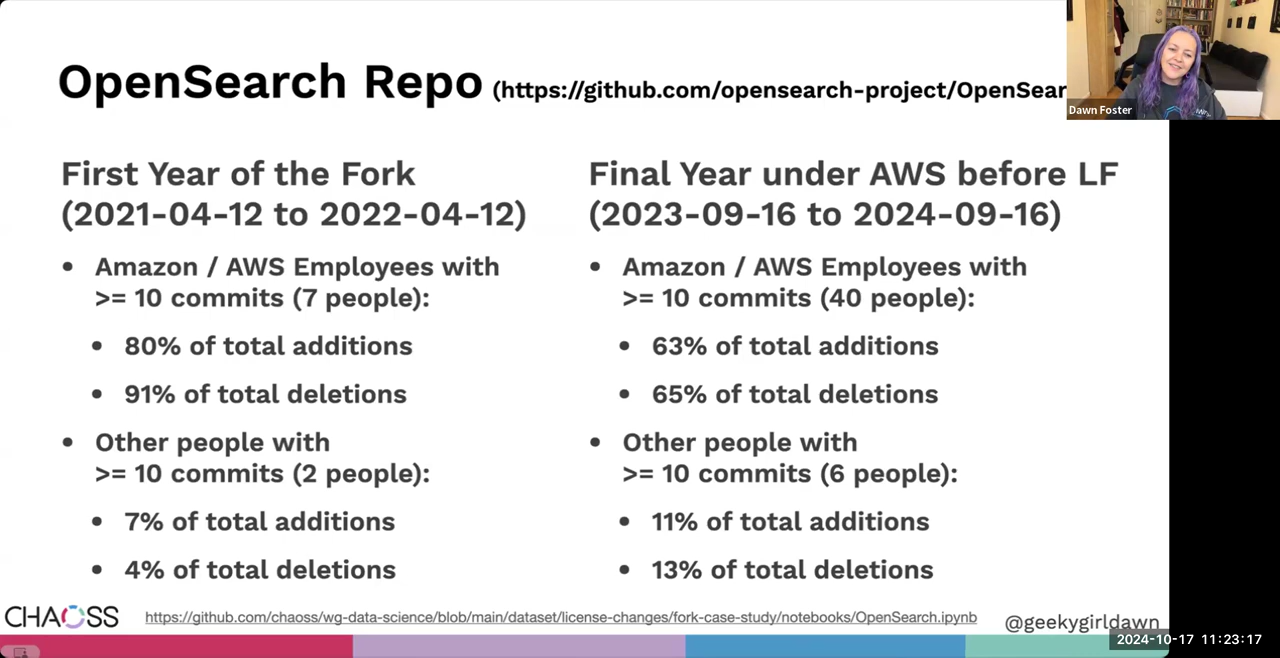 OpenSearch Repo (https://github.com/opensearch-project/OpenSear
Dawn Foster
First Year of the Fork
(2021-04-12 to 2022-04-12)
• Amazon / AWS Employees with
>= 10 commits (7 people):
• 80% of total additions
• 91% of total deletions
• Other people with
>= 10 commits (2 people):
• 7% of total additions
• 4% of total deletions
Final Year under AWS before LF
(2023-09-16 to 2024-09-16)
• Amazon / AWS Employees with
>= 10 commits (40 people):
• 63% of total additions
• 65% of total deletions
• Other people with
>= 10 commits (6 people):
• 11% of total additions
• 13% of total deletions
CHAOSS
https://github.com/chaoss/wg-data-science/blob/main/dataset/license-changes/fork-case-study/notebooks/OpenSearch.ipynb
@geekygirldawn
2024-10-17 11:23:17